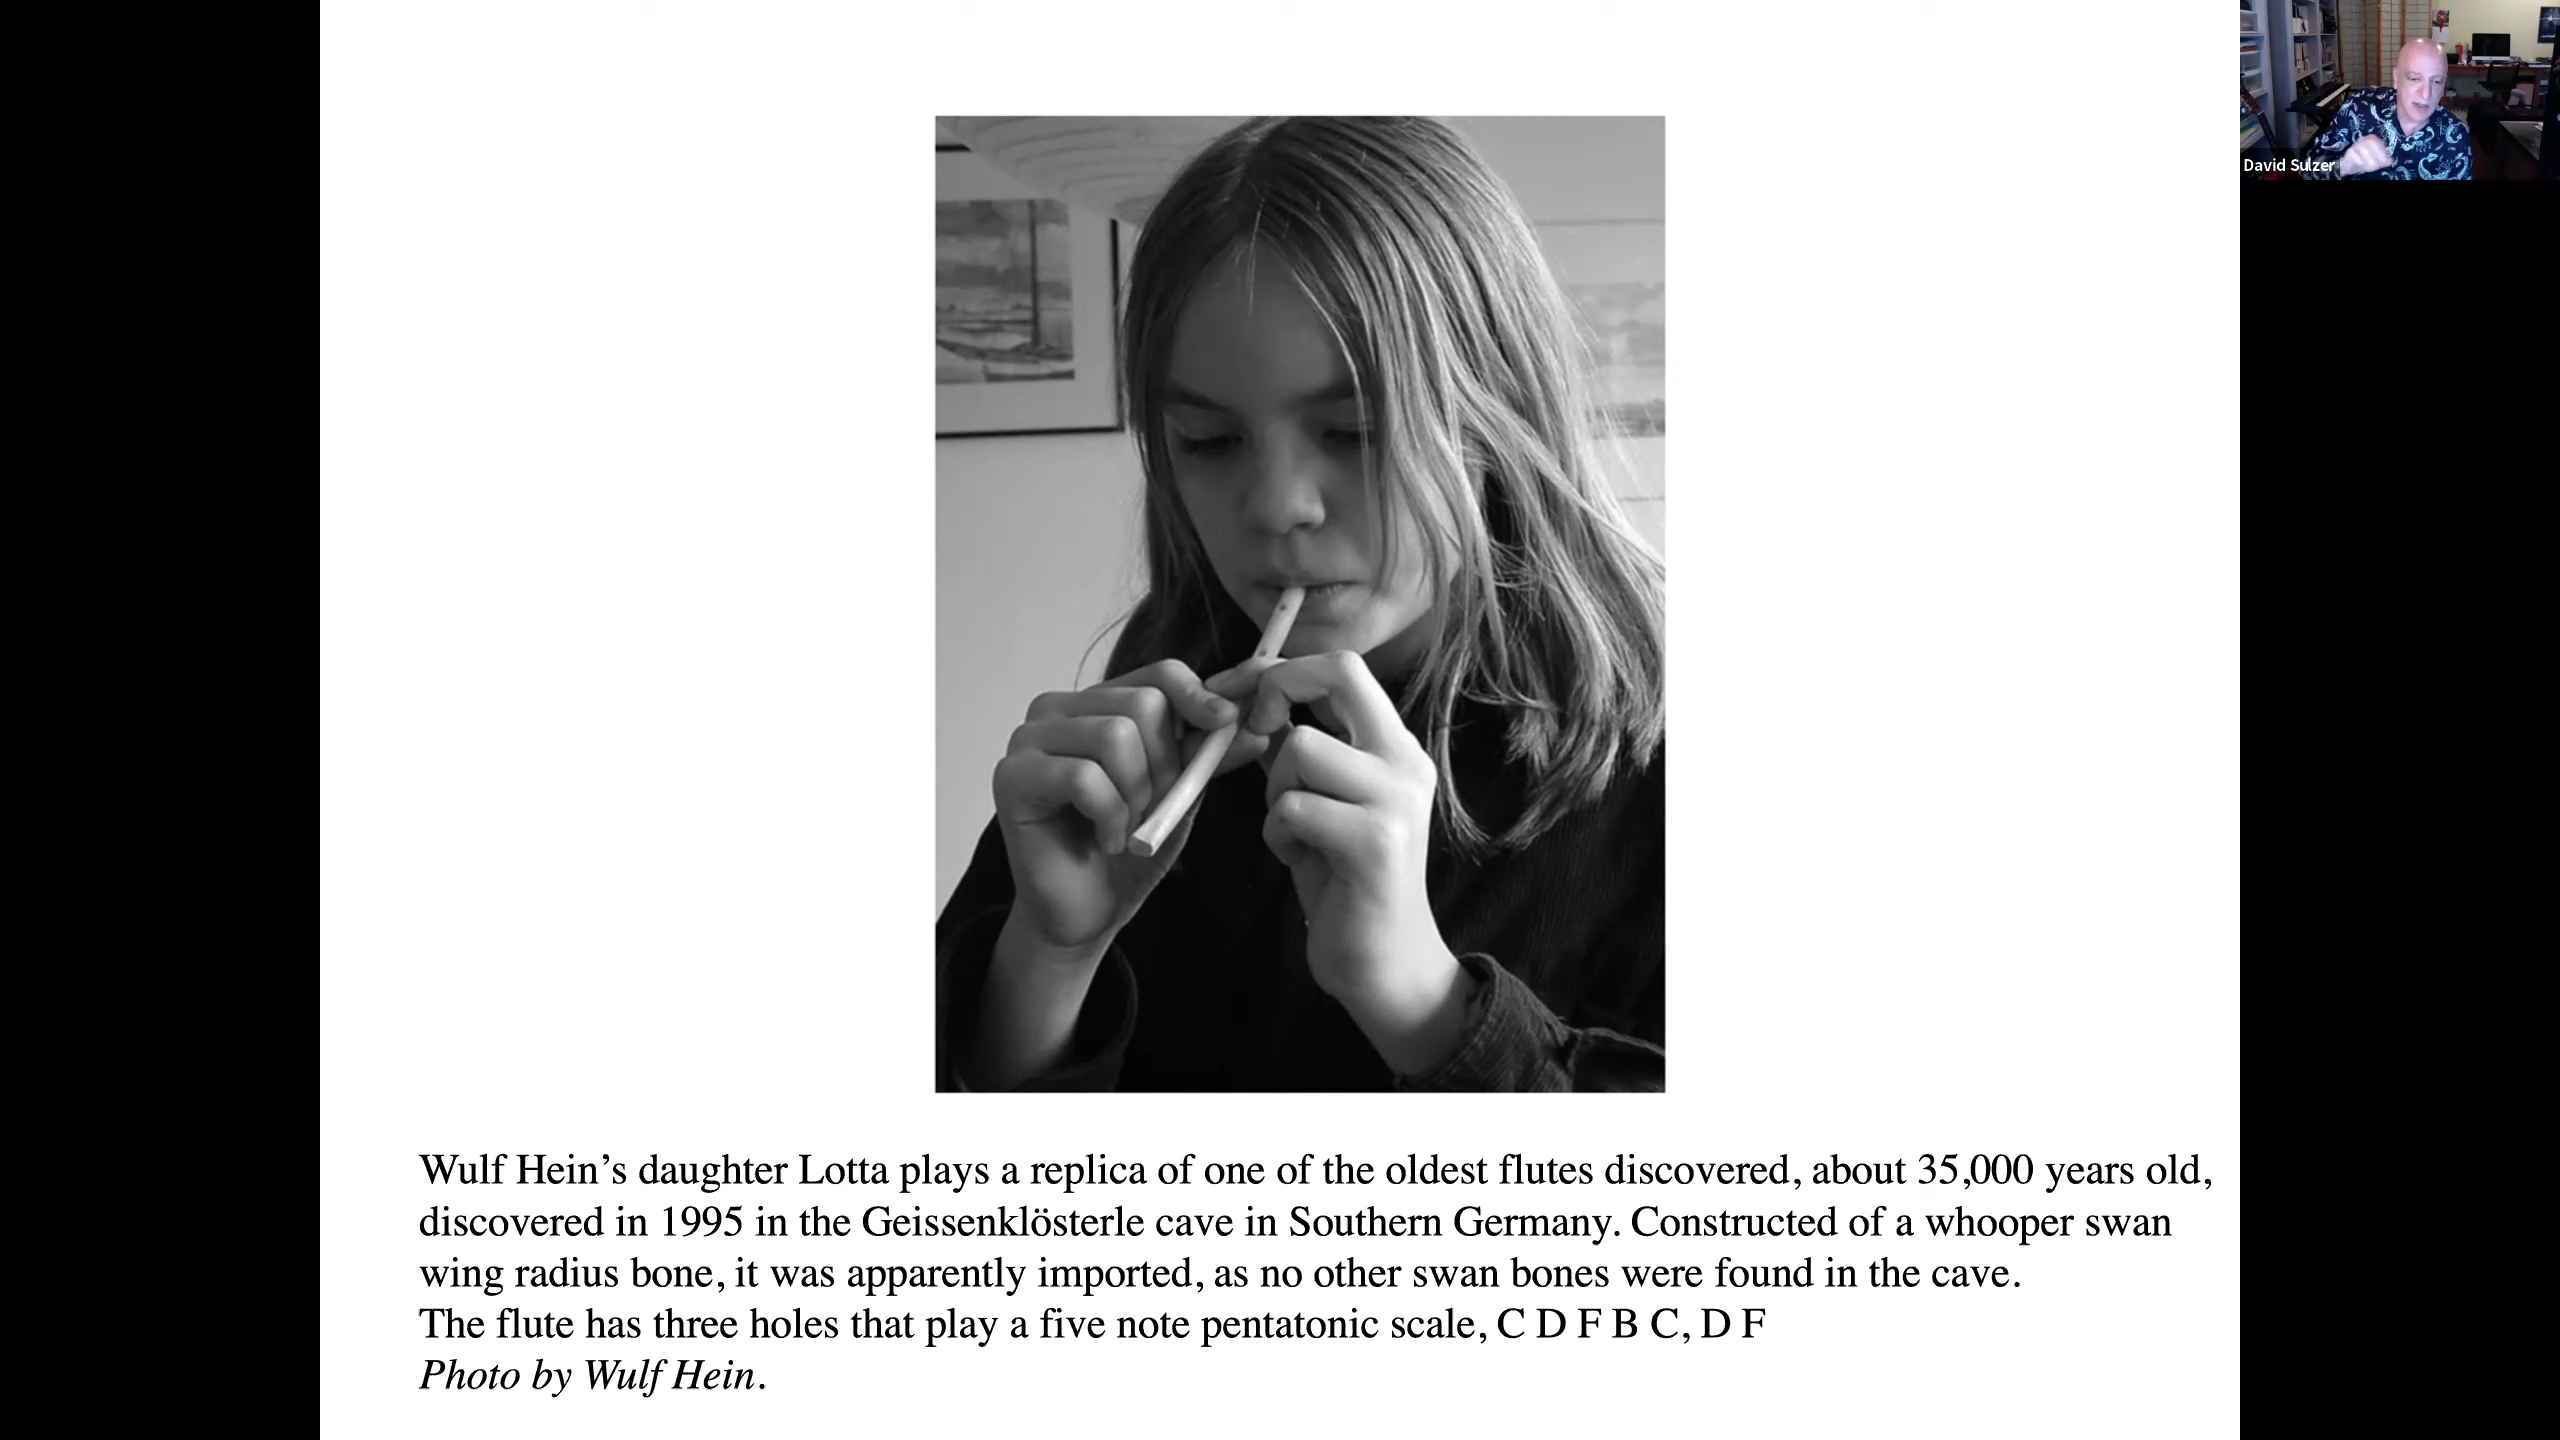 David Sulzer
Wulf Hein’s daughter Lotta plays a replica of one of the oldest flutes discovered, about 35,000 years old,
discovered in 1995 in the Geissenklösterle cave in Southern Germany. Constructed of a whooper swan
wing radius bone, it was apparently imported, as no other swan bones were found in the cave.
The flute has three holes that play a five note pentatonic scale, C D F B C, D F
Photo by Wulf Hein.